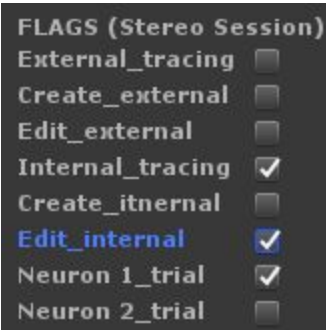 FLAGS (Stereo Session)
External_tracing
Create_external
Edit_external
Internal_tracing
Create_itnernal
Edit_internal
Neuron 1_trial
Neuron 2_trial